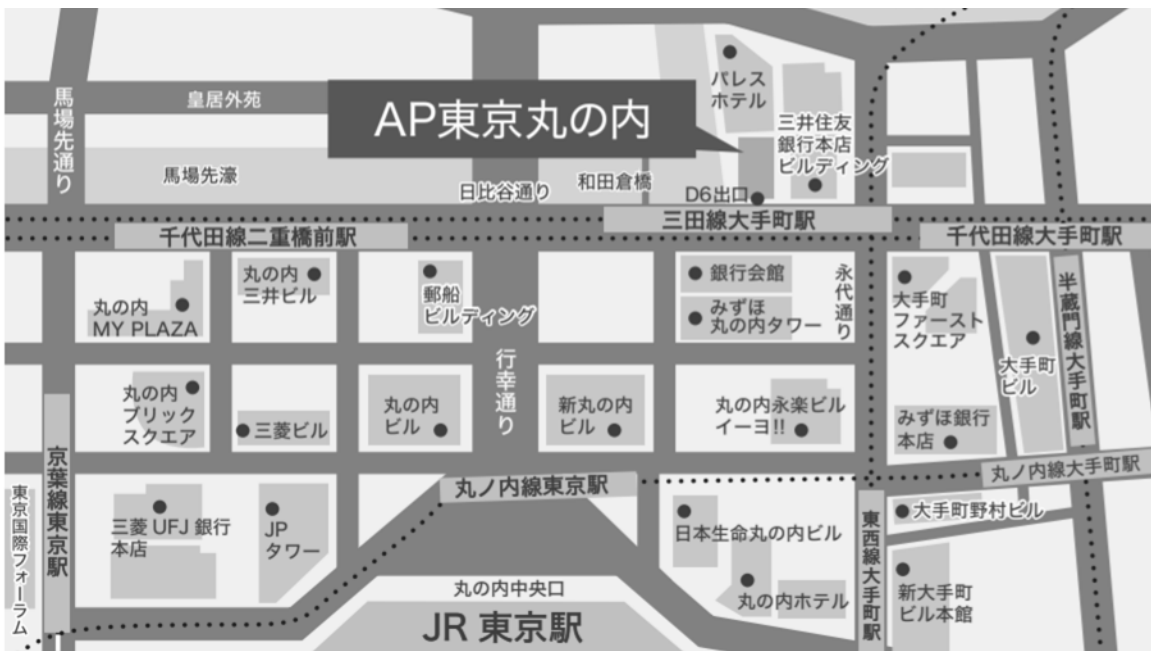 馬場先通り
皇居外苑
AP東京丸の内
パレス
ホテル
三井住友
銀行本店
ビルディング
馬場先濠
日比谷通り
和田倉橋
D6出口
三田線大手町駅
千代田線二重橋前駅
千代田線大手町駅
丸の内
MY PLAZA
丸の内
三井ビル
郵船
ビルディング
銀行会館
みずほ
丸の内タワー
永代通り
大手町
ファースト
スクエア
大手町
ビル
半蔵門線大手町駅
行幸通り
丸の内
ブリック
スクエア
三菱ビル
丸の内
ビル
新丸の内
ビル
丸の内永楽ビル
イーヨ!!
みずほ銀行
本店
丸ノ内線大手町駅
京葉線東京駅
丸ノ内線東京駅
東京国際フォーラム
三菱 UFJ 銀行
本店
JP
タワー
日本生命丸の内ビル
東西線大手町駅
大手町野村ビル
丸の内中央口
丸の内ホテル
新大手町
ビル本館
JR 東京駅